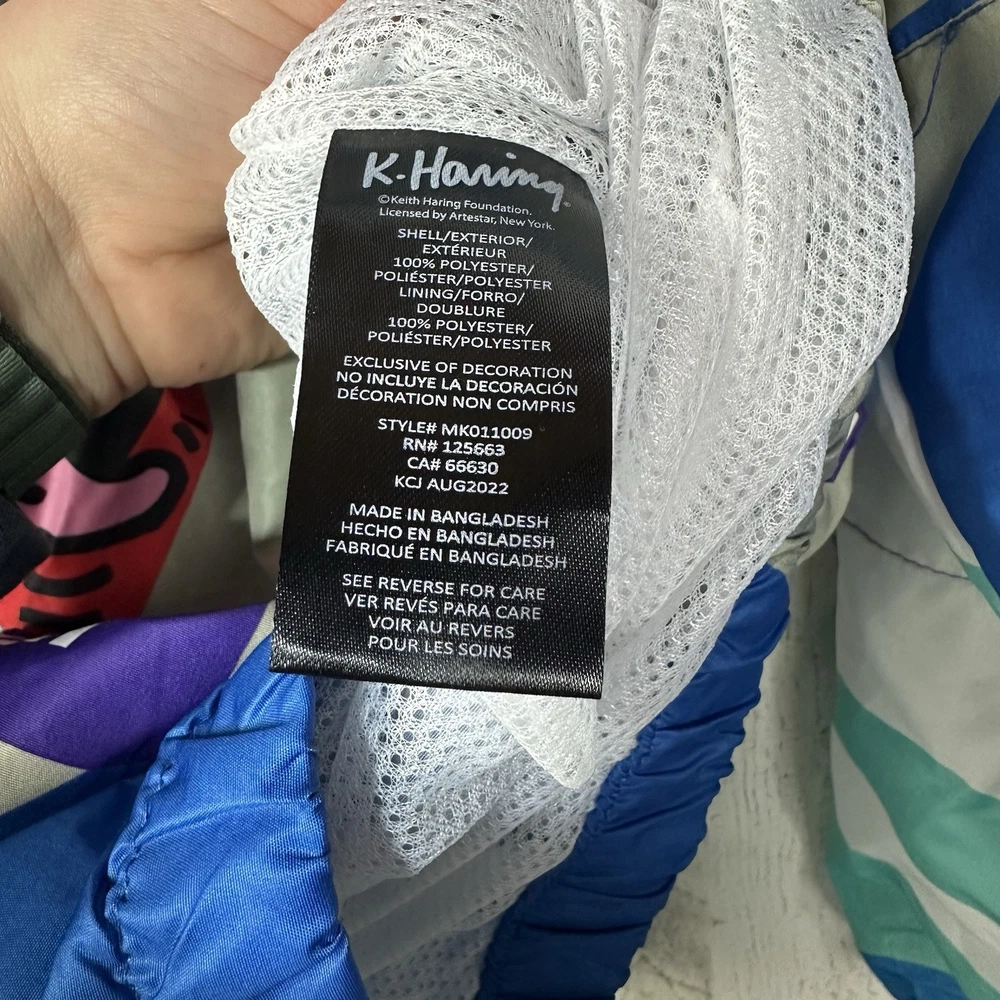 K·Haring
©Keith Haring Foundation.
Licensed by Artestar, New York.
SHELL/EXTERIOR/
EXTÉRIEUR
100% POLYESTER/
POLIÉSTER/POLYESTER
LINING/FORRO/
DOUBLURE
100% POLYESTER/
POLIÉSTER/POLYESTER
EXCLUSIVE OF DECORATION
NO INCLUYE LA DECORACIÓN
DÉCORATION NON COMPRIS
STYLE# MK011009
RN# 125663
CA# 66630
KCJ AUG2022
MADE IN BANGLADESH
HECHO EN BANGLADESH
FABRIQUÉ EN BANGLADESH
SEE REVERSE FOR CARE
VER REVÉS PARA CARE
VOIR AU REVERS
POUR LES SOINS